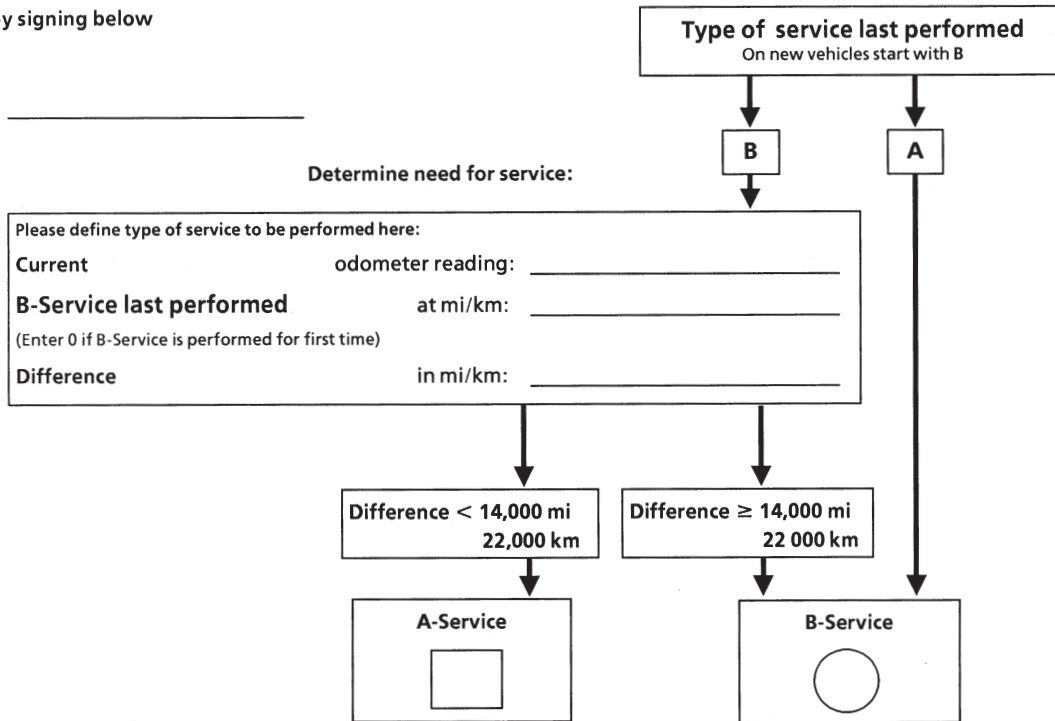 y signing below
Type of service last performed
On new vehicles start with B
B
A
Determine need for service:
Please define type of service to be performed here:
Current odometer reading:
B-Service last performed at mi/km:
(Enter 0 if B-Service is performed for first time)
Difference in mi/km:
Difference < 14,000 mi
22,000 km
Difference ≥ 14,000 mi
22 000 km
A-Service
B-Service